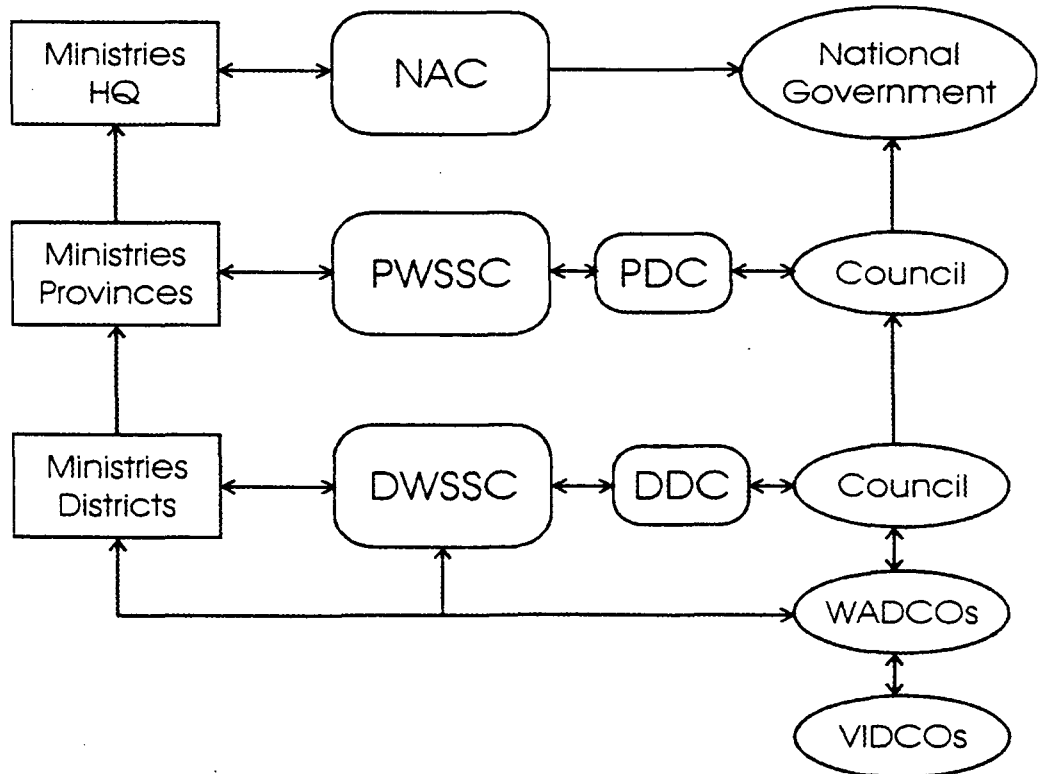 Ministries
HQ
NAC
National
Government
Ministries
Provinces
PWSSC
PDC
Council
Ministries
Districts
DWSSC
DDC
Council
WADCOs
VIDCOs